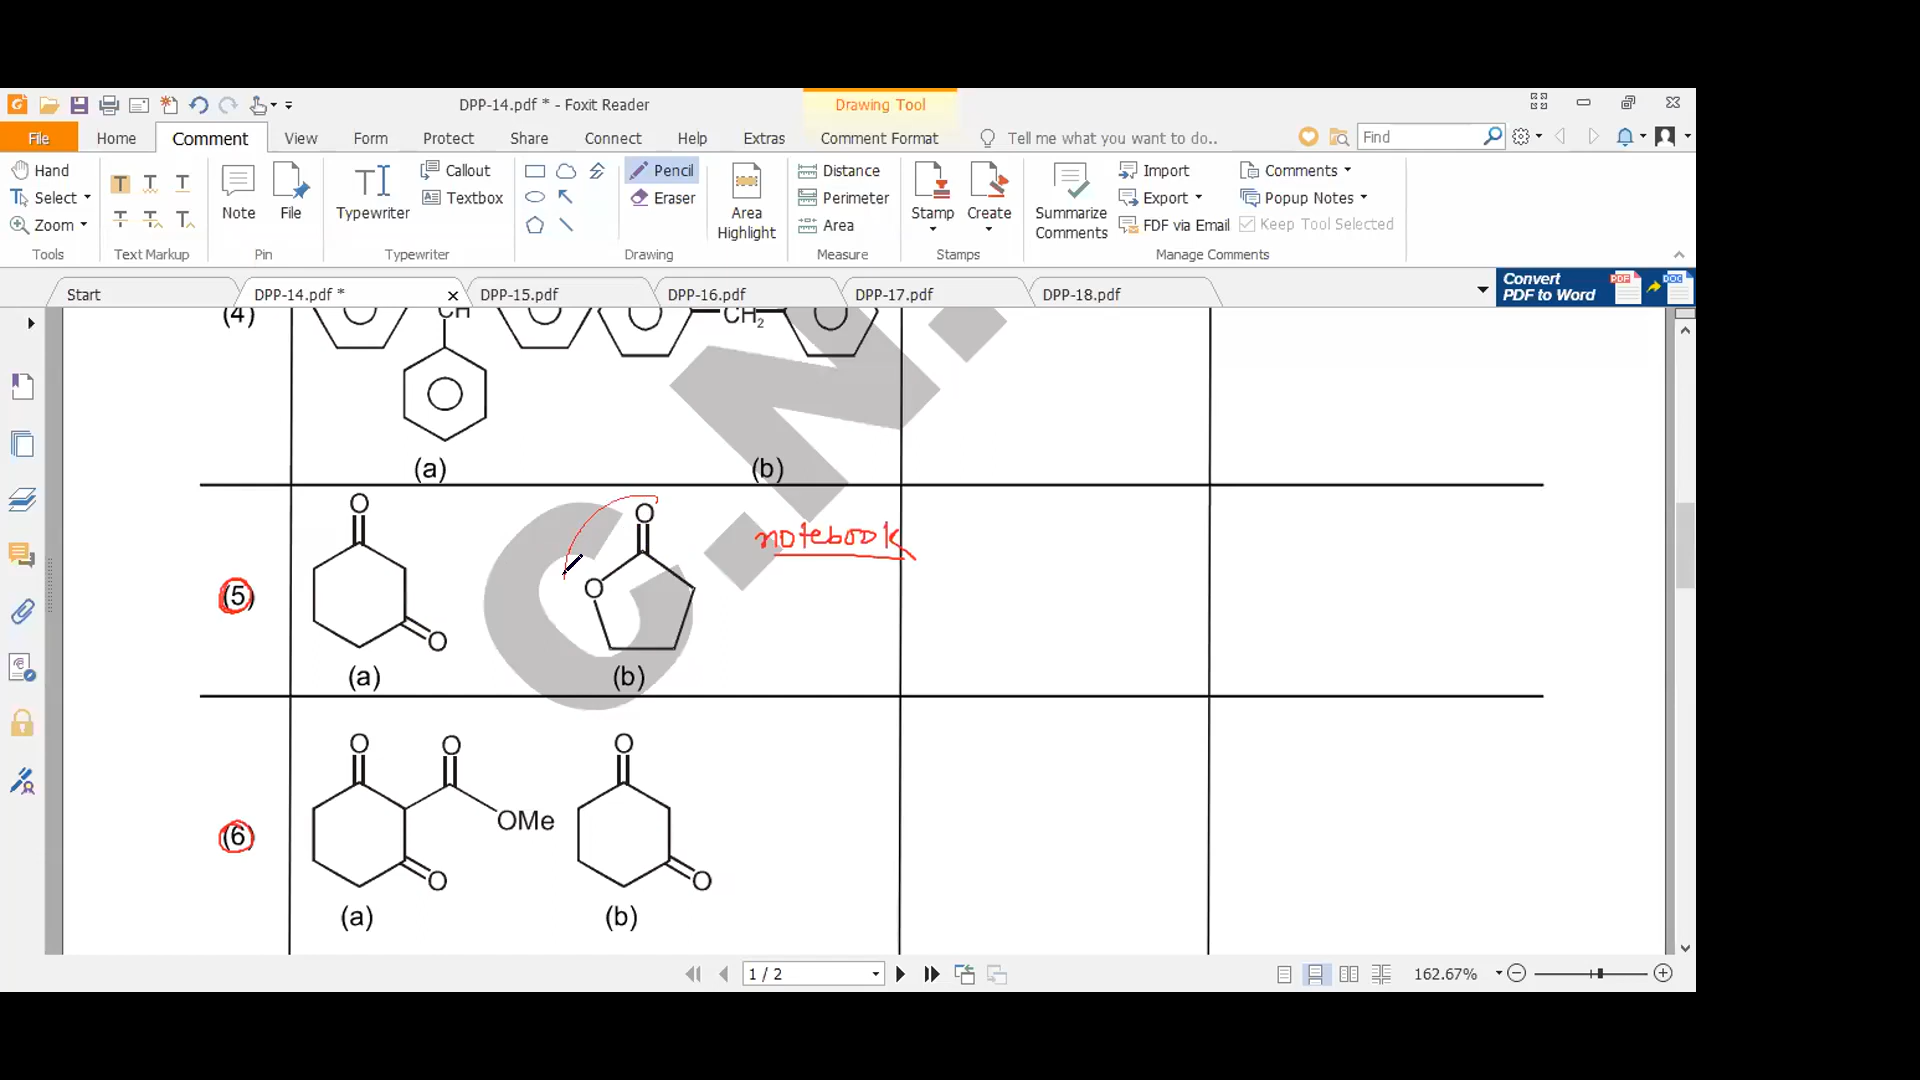 DPP-14.pdf * - Foxit Reader
Drawing Tool
File Home Comment View Form Protect Share Connect Help Extras Comment Format Tell me what you want to do.. Find
Hand
Select
Zoom
Tools
T T T
T T T
Text Markup
Note
File
Pin
Typewriter
Callout
Textbox
Typewriter
Pencil
Eraser
Drawing
Area
Highlight
Distance
Perimeter
Area
Measure
Stamp
Create
Stamps
Summarize
Comments
Import
Export
FDF via Email
Comments
Popup Notes
Keep Tool Selected
Manage Comments
Start DPP-14.pdf * DPP-15.pdf DPP-16.pdf DPP-17.pdf DPP-18.pdf
Convert
PDF to Word
PDF DOC
(4) CH CH2
(a) (b)
O O
notebook
(5) O O
(a) (b)
O O O
OMe
(6) O O
(a) (b)
C.N.
1 / 2
162.67%